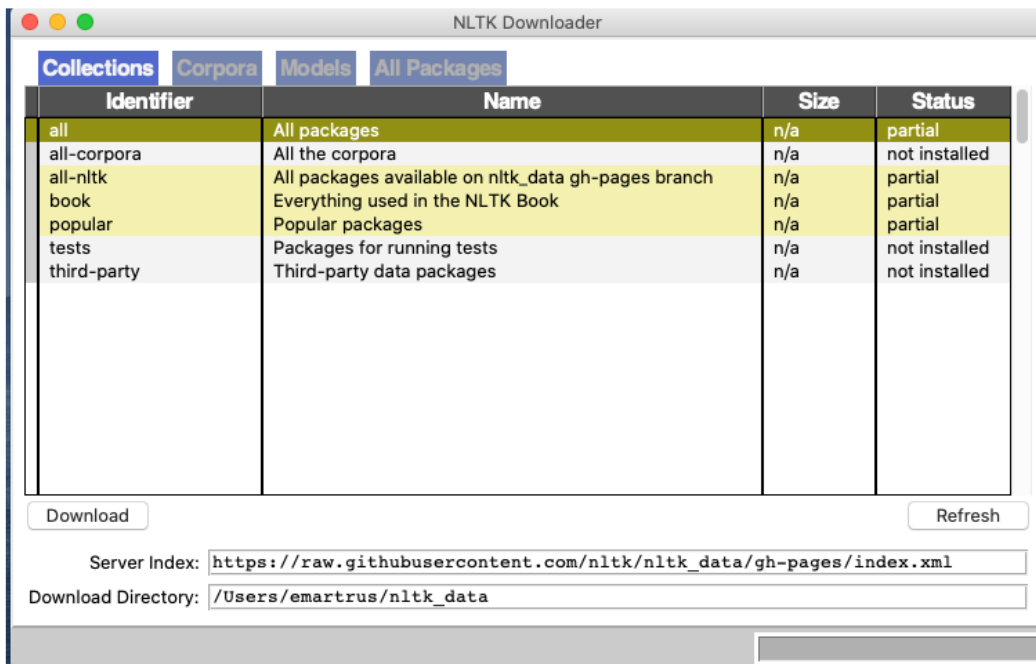 NLTK Downloader
Collections Corpora Models All Packages
Identifier Name Size Status
all All packages n/a partial
all-corpora All the corpora n/a not installed
all-nltk All packages available on nltk_data gh-pages branch n/a partial
book Everything used in the NLTK Book n/a partial
popular Popular packages n/a partial
tests Packages for running tests n/a not installed
third-party Third-party data packages n/a not installed
Download Refresh
Server Index: https://raw.githubusercontent.com/nltk/nltk_data/gh-pages/index.xml
Download Directory: /Users/emartrus/nltk_data